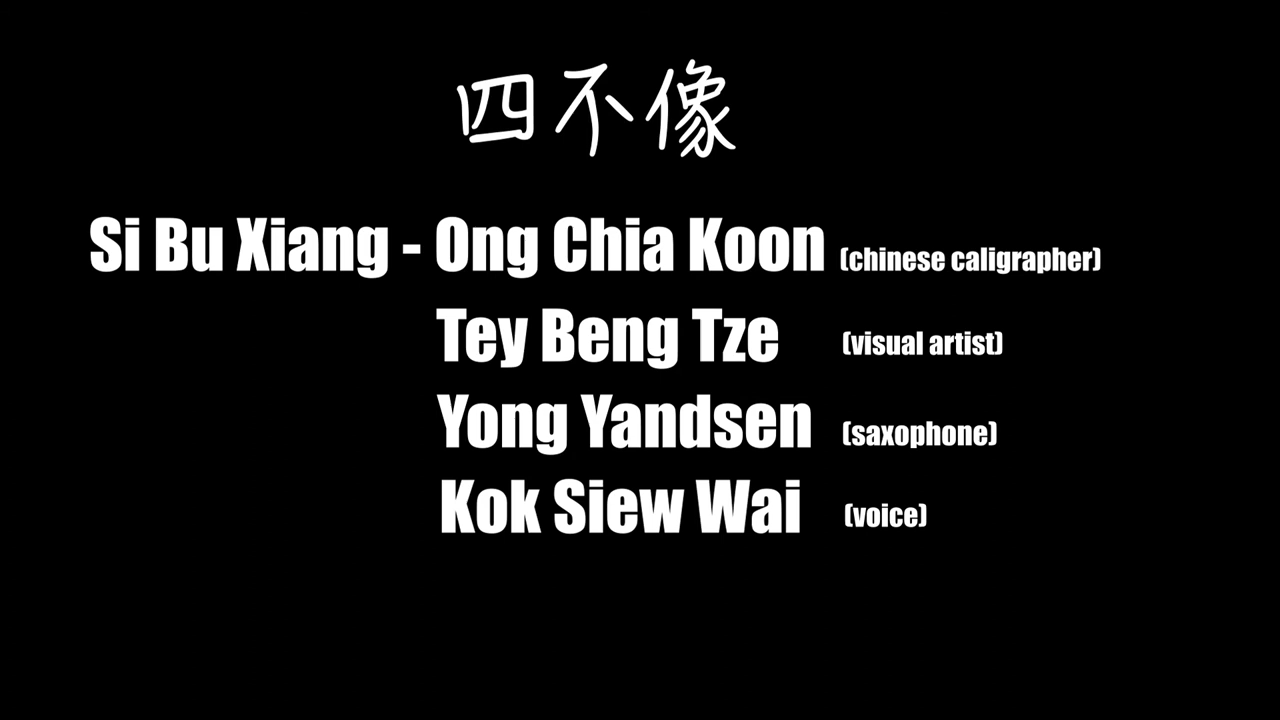 四不像
Si Bu Xiang - Ong Chia Koon (chinese caligrapher)
Tey Beng Tze (visual artist)
Yong Yandsen (saxophone)
Kok Siew Wai (voice)